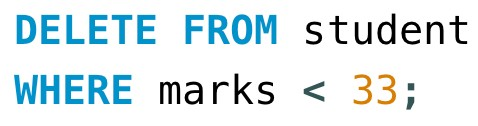 DELETE FROM student
WHERE marks < 33;